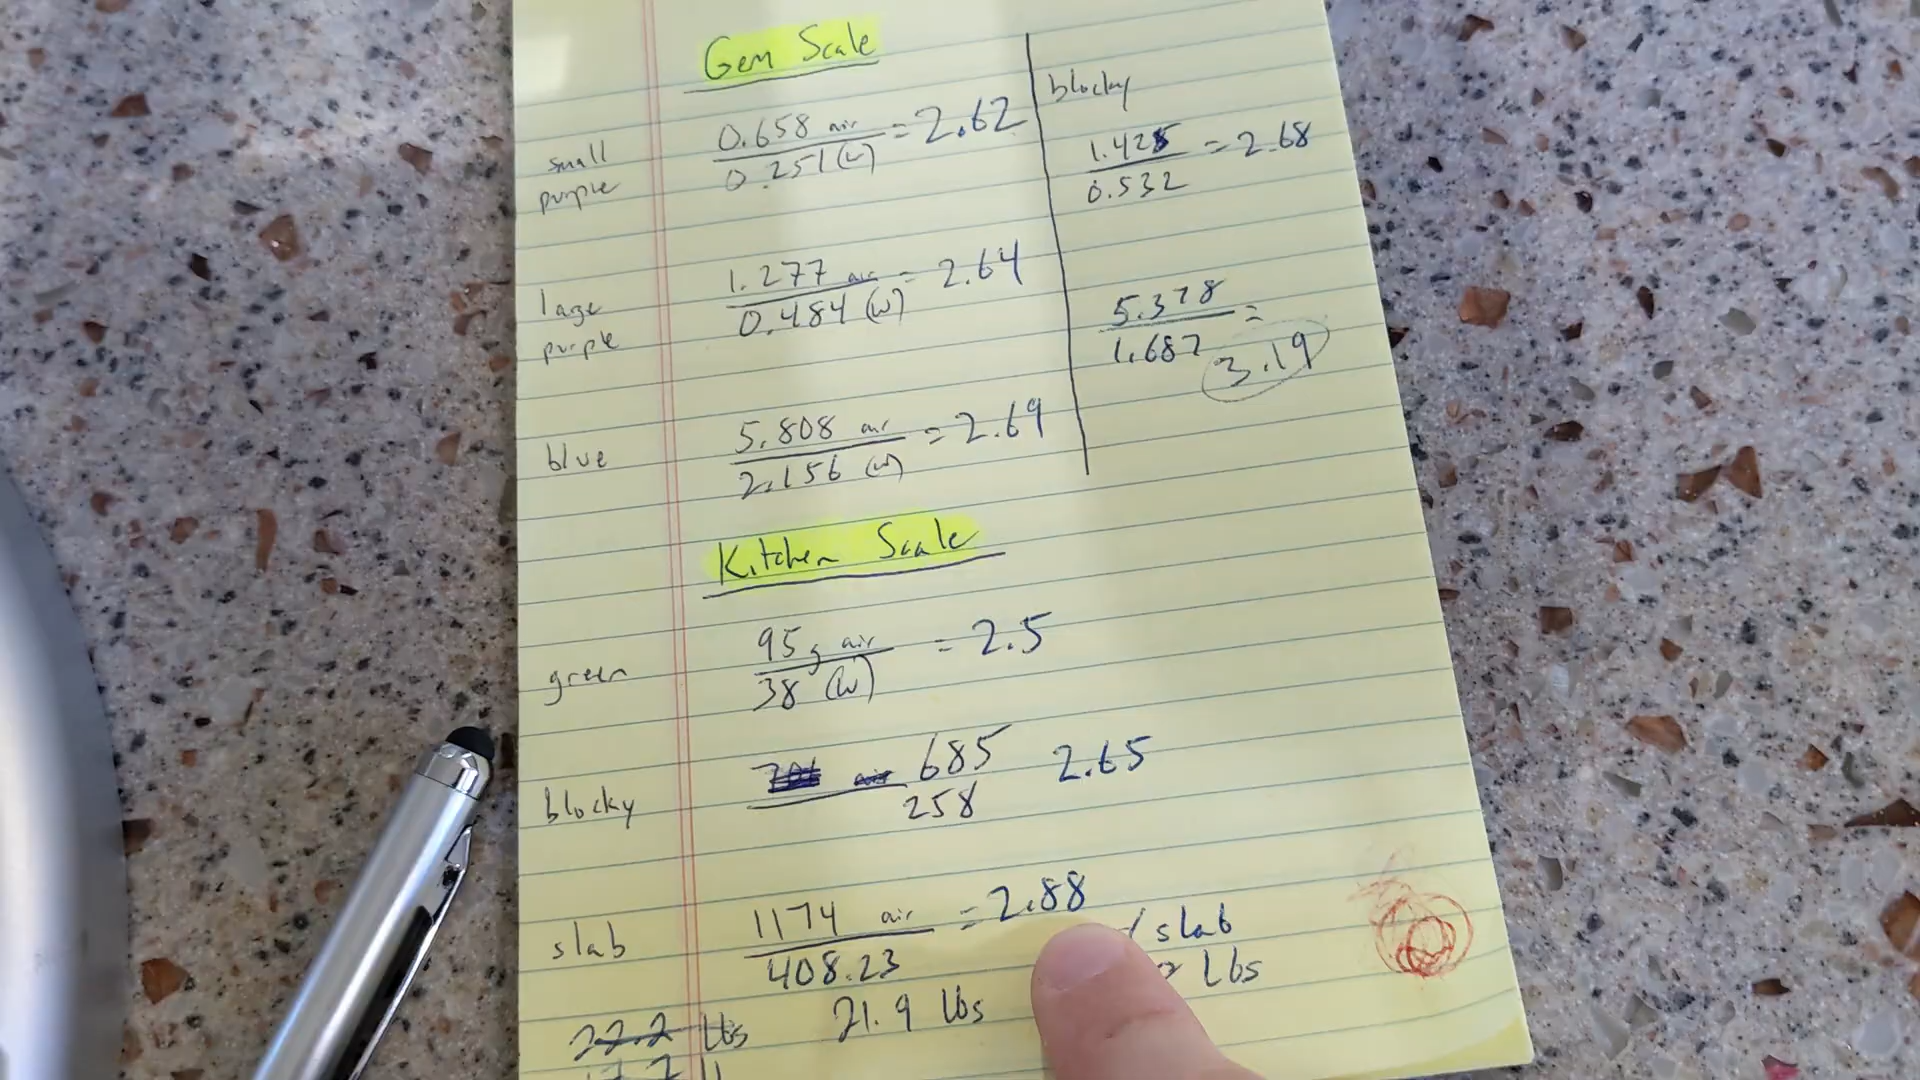 Gem Scale
small purple
0.658 air
0.251 (w)
= 2.62
large purple
1.277 air
0.484 (w)
= 2.64
blue
5.808 air
2.156 (w)
= 2.69
blocky
1.428
0.532
= 2.68
5.378
1.687
=
3.19
Kitchen Scale
green
95g air
38 (w)
= 2.5
blocky
air 685
258
2.65
slab
1174 air
408.23
= 2.88
slab
Lbs
21.9 Lbs
22.2 Lbs